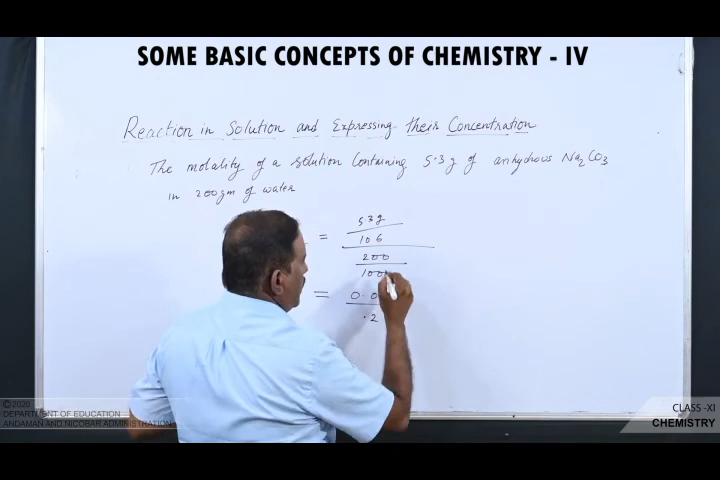 SOME BASIC CONCEPTS OF CHEMISTRY - IV
Reaction in Solution and Expressing their Concentration
The molality of a solution Containing 5.3 g of anhydrous Na2CO3
in 200gm of water
= 5.3g
106
200
100
= 0.0
.2
©2020
DEPARTMENT OF EDUCATION
ANDAMAN AND NICOBAR ADMINISTRATION
CLASS -XI
CHEMISTRY